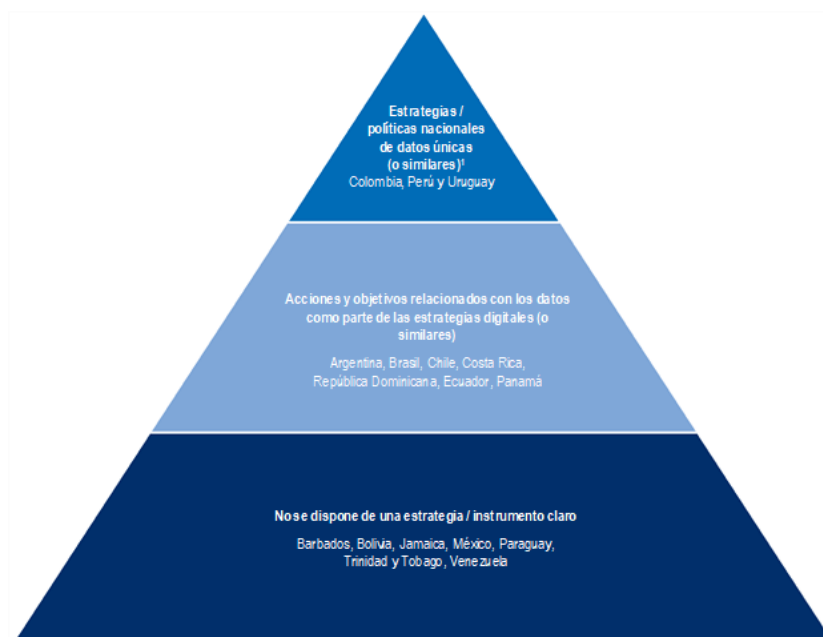 Estrategias /
políticas nacionales
de datos únicas
(o similares)¹
Colombia, Perú y Uruguay
Acciones y objetivos relacionados con los datos
como parte de las estrategias digitales (o
similares)
Argentina, Brasil, Chile, Costa Rica,
República Dominicana, Ecuador, Panamá
No se dispone de una estrategia / instrumento claro
Barbados, Bolivia, Jamaica, México, Paraguay,
Trinidad y Tobago, Venezuela